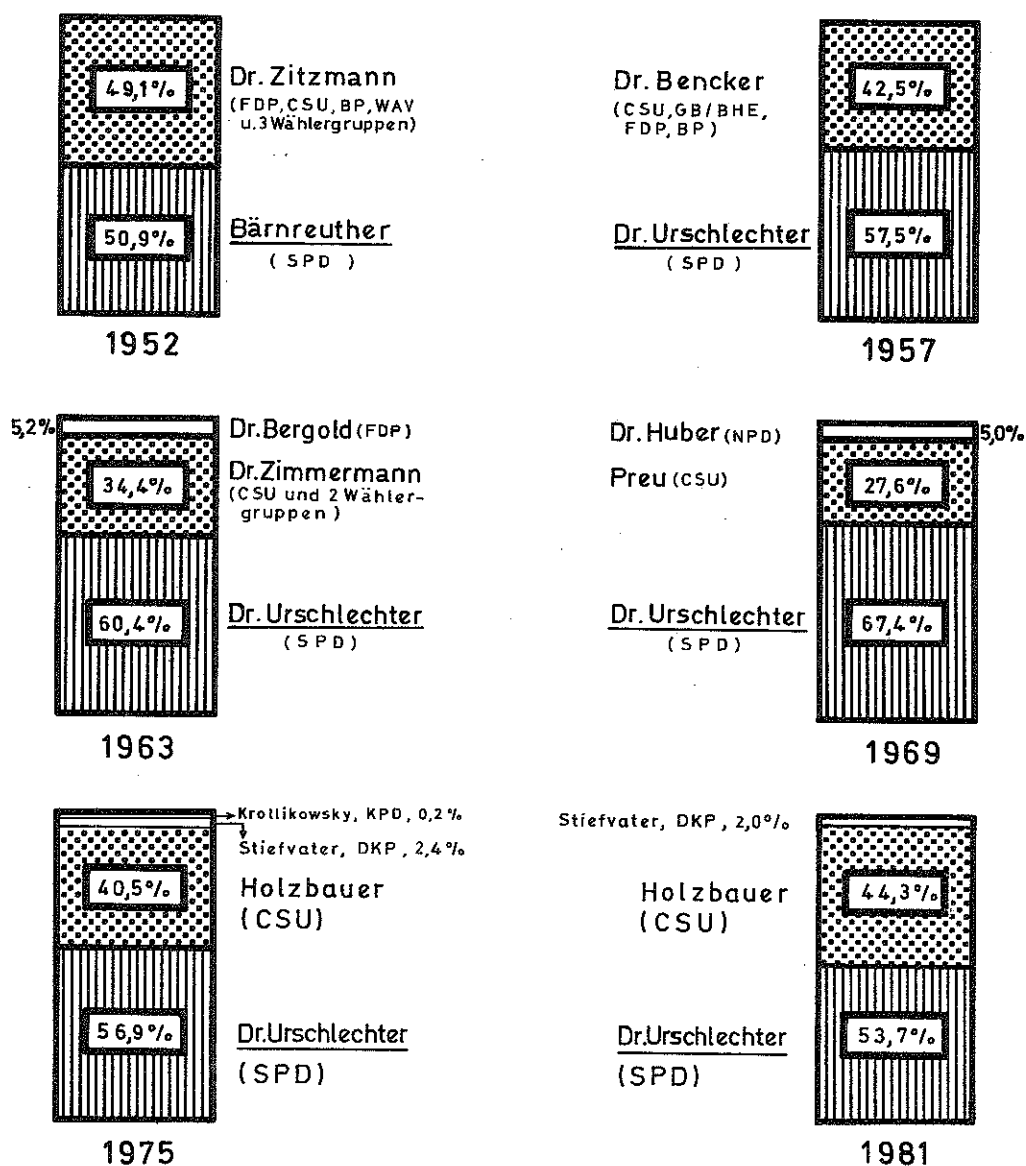 49,1%
Dr. Zitzmann
(FDP, CSU, BP, WAV
u. 3 Wählergruppen)
50,9%
Bärnreuther
(SPD)
1952
Dr. Bencker
(CSU, GB/BHE,
FDP, BP)
42,5%
Dr. Urschlechter
(SPD)
57,5%
1957
5,2%
Dr. Bergold (FDP)
34,4%
Dr. Zimmermann
(CSU und 2 Wähler-
gruppen)
60,4%
Dr. Urschlechter
(SPD)
1963
Dr. Huber (NPD)
5,0%
Preu (CSU)
27,6%
Dr. Urschlechter
(SPD)
67,4%
1969
Krollikowsky, KPD, 0,2%
Stiefvater, DKP, 2,4%
40,5%
Holzbauer
(CSU)
56,9%
Dr. Urschlechter
(SPD)
1975
Stiefvater, DKP, 2,0%
Holzbauer
(CSU)
44,3%
Dr. Urschlechter
(SPD)
53,7%
1981